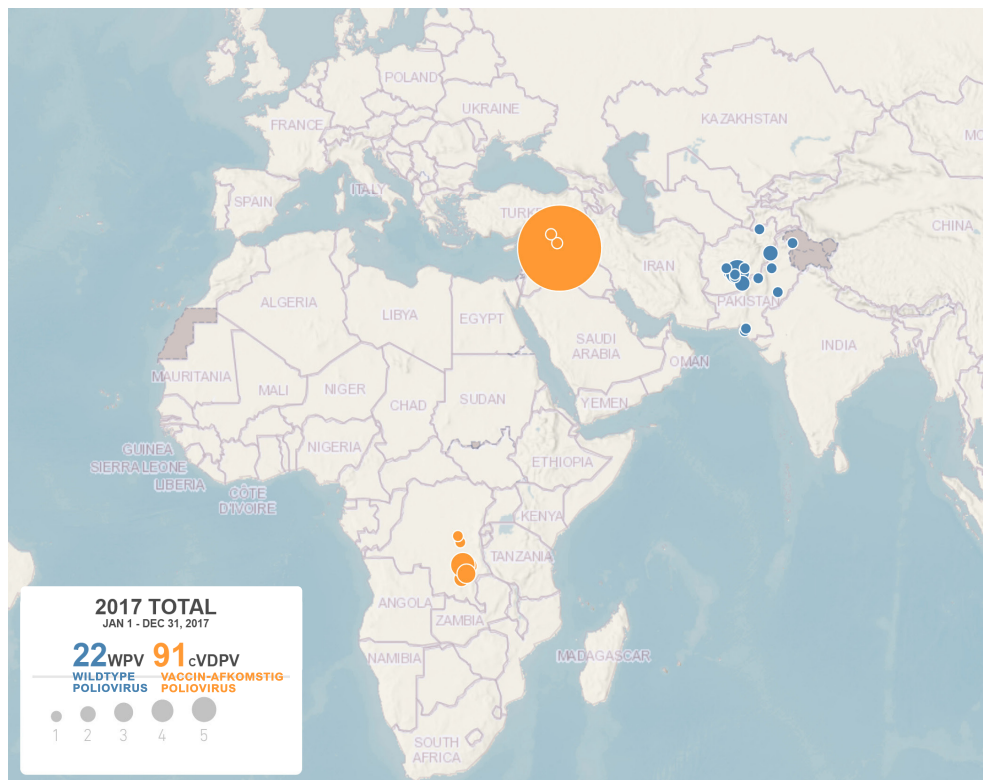 POLAND
UKRAINE
KAZAKHSTAN
FRANCE
ITALY
SPAIN
CHINA
IRAN
PAKISTAN
ALGERIA
LIBYA
EGYPT
SAUDI
ARABIA
OMAN
INDIA
MAURITANIA
MALI
NIGER
CHAD
SUDAN
YEMEN
NIGERIA
GUINEA
SIERRA LEONE
LIBERIA
CÔTE
D'IVOIRE
ETHIOPIA
KENYA
TANZANIA
ANGOLA
ZAMBIA
NAMIBIA
MADAGASCAR
SOUTH
AFRICA
2017 TOTAL
JAN 1 - DEC 31, 2017
22WPV 91cVDPV
WILDTYPE VACCIN-AFKOMSTIG
POLIOVIRUS POLIOVIRUS
1 2 3 4 5